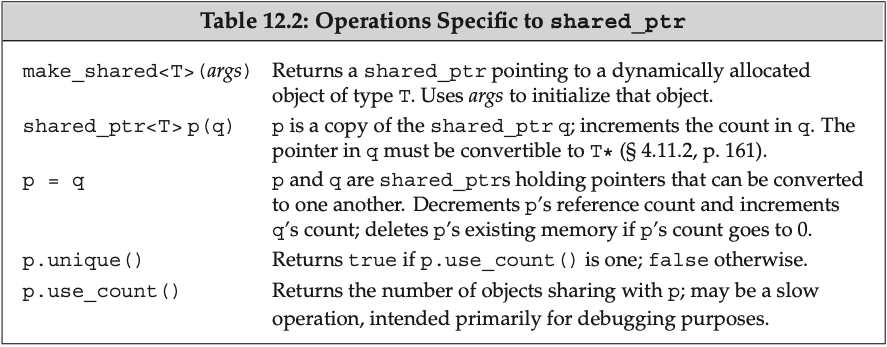 Table 12.2: Operations Specific to shared_ptr
make_shared<T>(args) Returns a shared_ptr pointing to a dynamically allocated
object of type T. Uses args to initialize that object.
shared_ptr<T>p(q) p is a copy of the shared_ptr q; increments the count in q. The
pointer in q must be convertible to T* (§ 4.11.2, p. 161).
p = q p and q are shared_ptrs holding pointers that can be converted
to one another. Decrements p’s reference count and increments
q’s count; deletes p’s existing memory if p’s count goes to 0.
p.unique() Returns true if p.use_count() is one; false otherwise.
p.use_count() Returns the number of objects sharing with p; may be a slow
operation, intended primarily for debugging purposes.